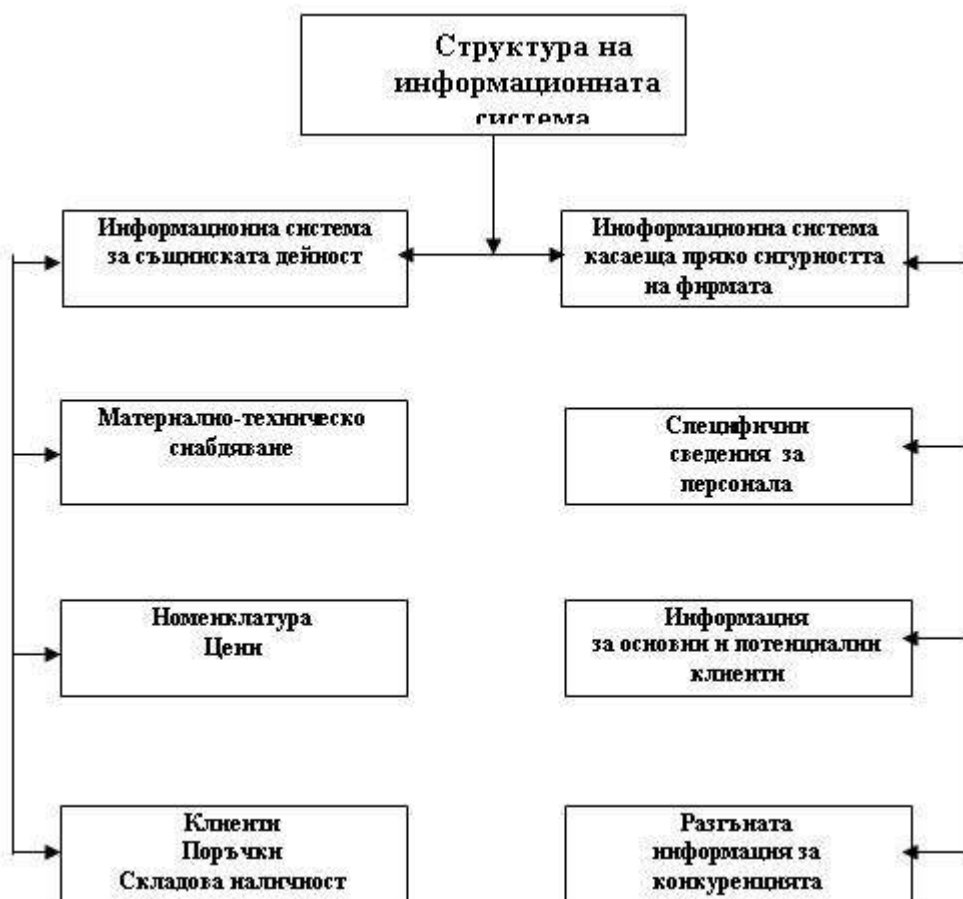 Структура на
информационната
система
Информационна система
за същинската дейност
Иноформационна система
касаеща пряко сигурността
на фирмата
Материално-техническо
снабдяване
Специфични
сведения за
персонала
Номенклатура
Цени
Информация
за основни и потенциални
клиенти
Клиенти
Поръчки
Складова наличност
Разгъната
информация за
конкуренцията